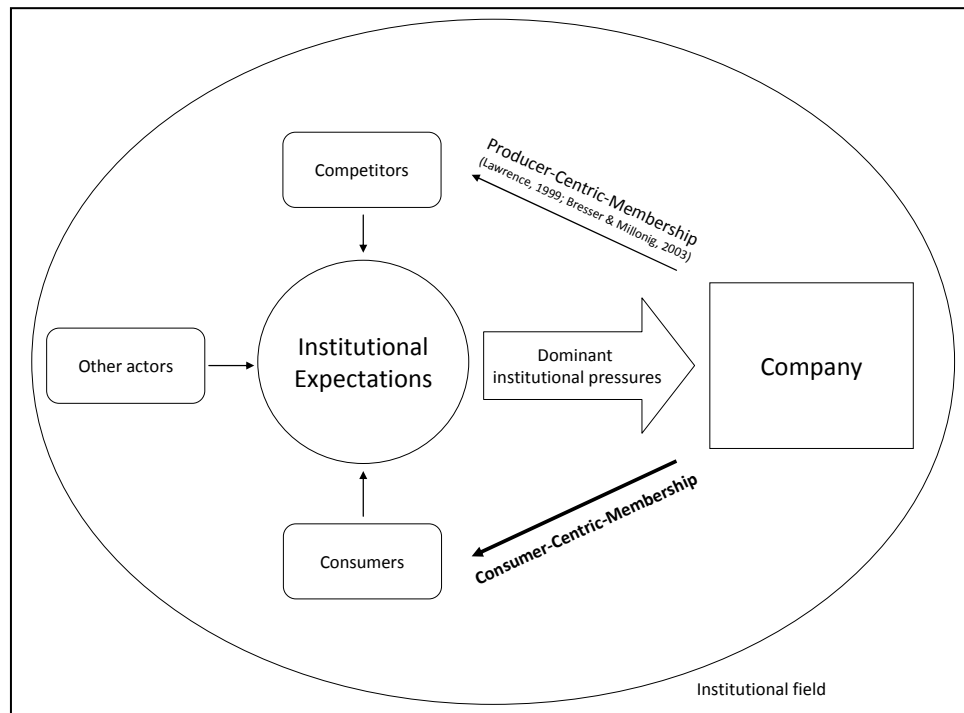 Competitors
Producer-Centric-Membership
(Lawrence, 1999; Bresser & Millonig, 2003)
Other actors
Institutional
Expectations
Dominant
institutional pressures
Company
Consumers
Consumer-Centric-Membership
Institutional field